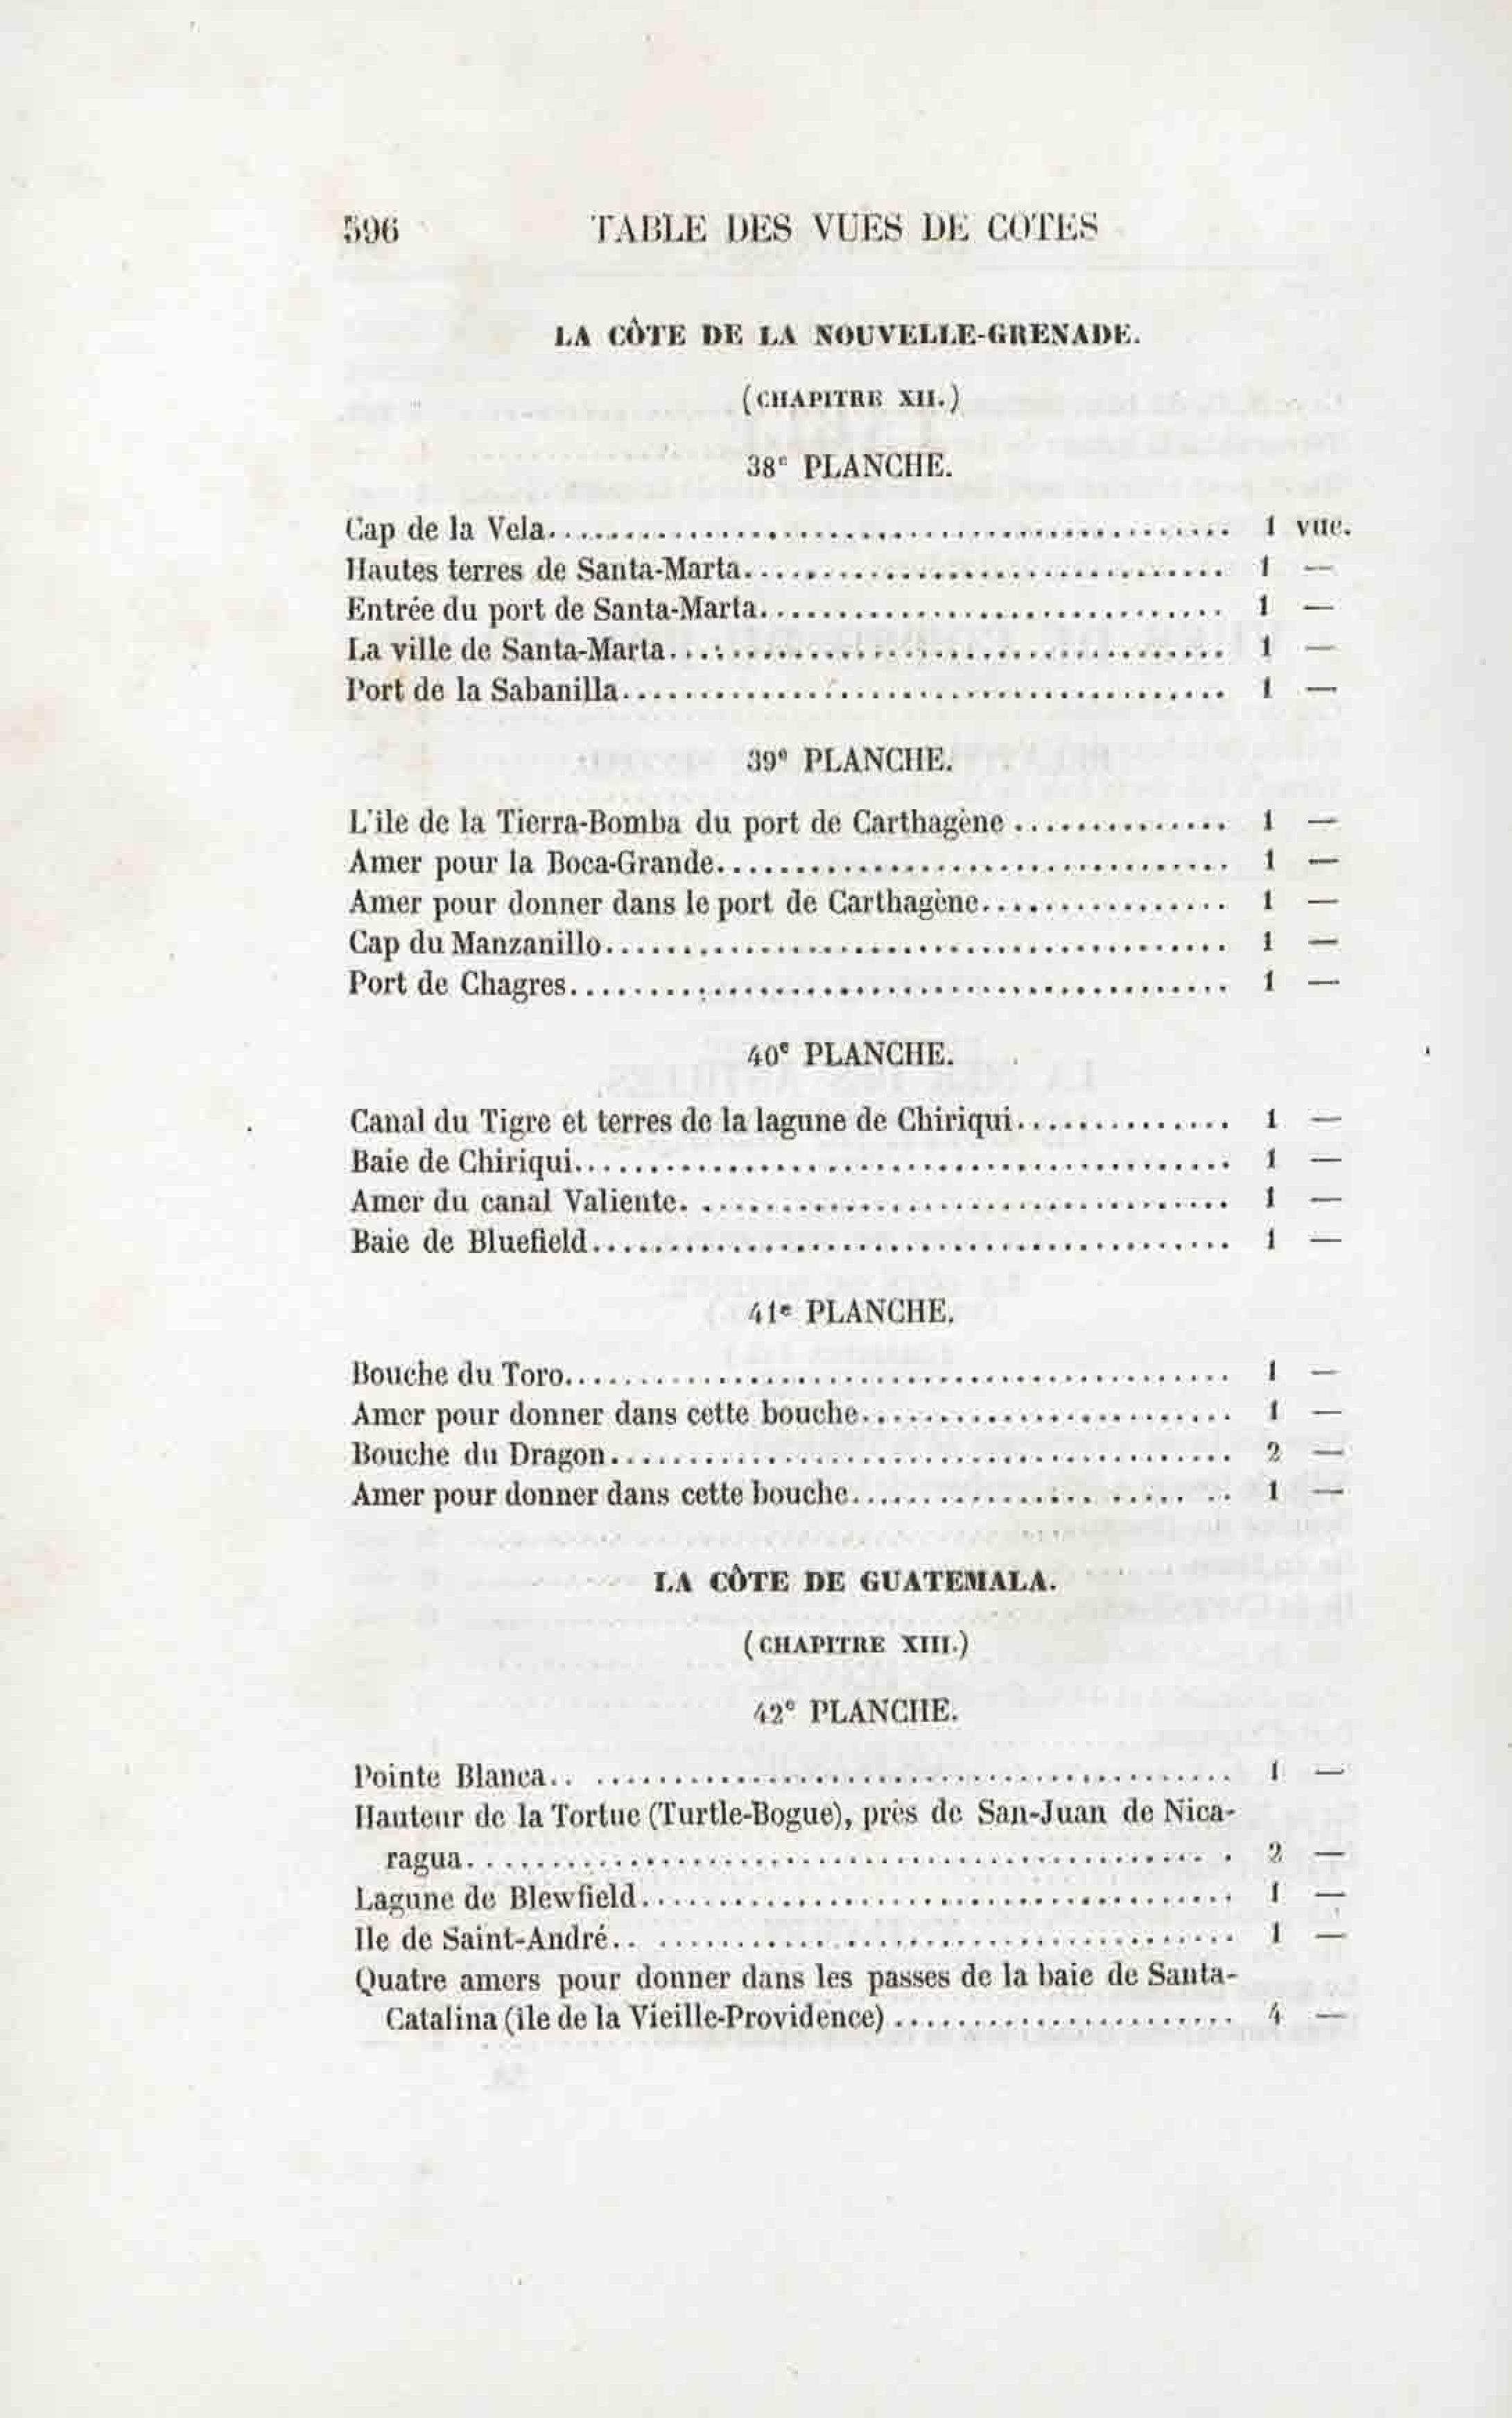 596 TABLE DES VUES DE COTES
LA CÔTE DE LA NOUVELLE-GRENADE.
(CHAPITRE XII.)
38e PLANCHE.
Cap de la Vela............................................ 1 vue.
Hautes terres de Santa-Marta............................... 1 —
Entrée du port de Santa-Marta.............................. 1 —
La ville de Santa-Marta.................................... 1 —
Port de la Sabanilla....................................... 1 —
39e PLANCHE.
L'ile de la Tierra-Bomba du port de Carthagène .............. 1 —
Amer pour la Boca-Grande................................. 1 —
Amer pour donner dans le port de Carthagène................ 1 —
Cap du Manzanillo........................................ 1 —
Port de Chagres.......................................... 1 —
40e PLANCHE.
Canal du Tigre et terres de la lagune de Chiriqui.............. 1 —
Baie de Chiriqui.......................................... 1 —
Amer du canal Valiente. .................................. 1 —
Baie de Bluefield......................................... 1 —
41e PLANCHE.
Bouche du Toro........................................... 1 —
Amer pour donner dans cette bouche........................ 1 —
Bouche du Dragon........................................ 2 —
Amer pour donner dans cette bouche................ ..... .. 1 —
LA CÔTE DE GUATEMALA.
(CHAPITRE XIII.)
42e PLANCHE.
Pointe Blanca.. ......................................... 1 —
Hauteur de la Tortue (Turtle-Bogue), près de San-Juan de Nica-
ragua................................................ . 2 —
Lagune de Blewfield...................................... 1 —
Ile de Saint-André.. ..................................... 1 —
Quatre amers pour donner dans les passes de la baie de Santa-
Catalina (ile de la Vieille-Providence) ...................... 4 —